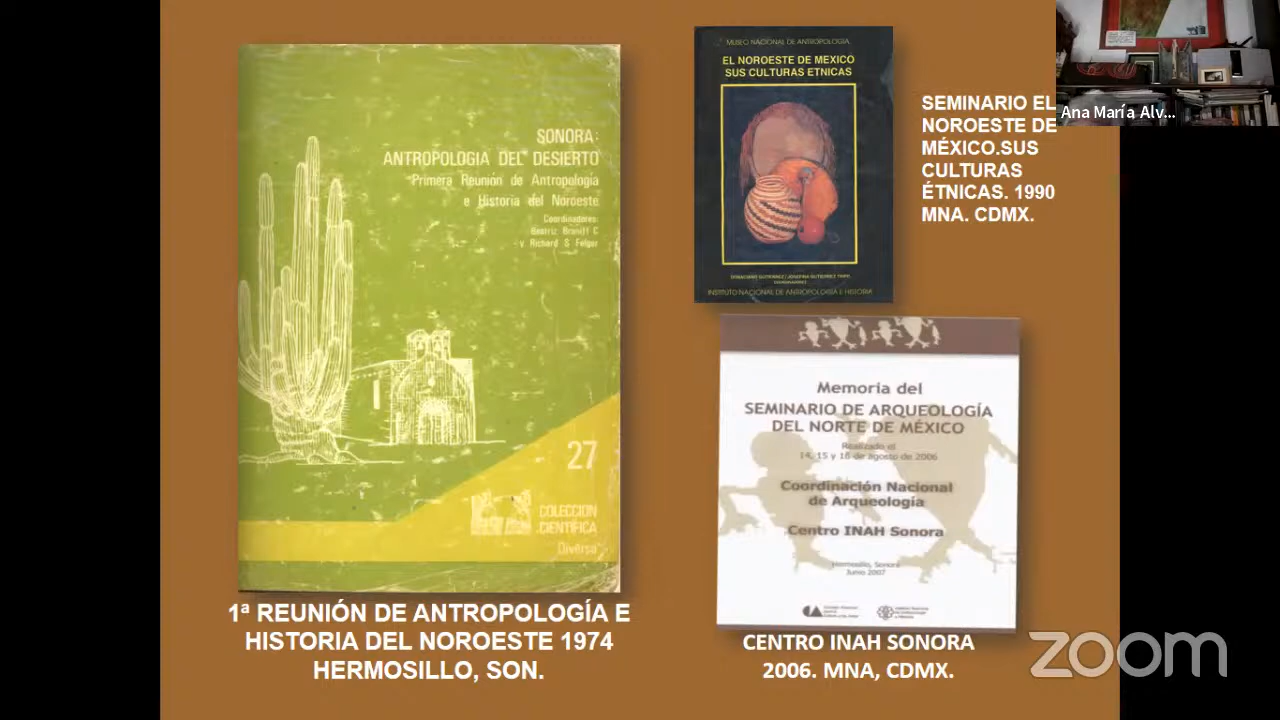 SONORA:
ANTROPOLOGIA DEL DESIERTO
Primera Reunión de Antropología
e Historia del Noroeste
Coordinadores:
Beatriz Braniff C
y Richard S Felger
27
COLECCION
CIENTÍFICA
Diversa
1ª REUNIÓN DE ANTROPOLOGÍA E
HISTORIA DEL NOROESTE 1974
HERMOSILLO, SON.
MUSEO NACIONAL DE ANTROPOLOGIA
EL NOROESTE DE MEXICO
SUS CULTURAS ETNICAS
INSTITUTO NACIONAL DE ANTROPOLOGIA E HISTORIA
SEMINARIO EL
NOROESTE DE
MÉXICO.SUS
CULTURAS
ÉTNICAS. 1990
MNA. CDMX.
Ana María Alv...
Memoria del
SEMINARIO DE ARQUEOLOGÍA
DEL NORTE DE MÉXICO
Realizado el
14, 15 y 16 de agosto de 2006
Coordinación Nacional
de Arqueología
Centro INAH Sonora
Hermosillo, Sonora
Junio 2007
CENTRO INAH SONORA
2006. MNA, CDMX.
zoom